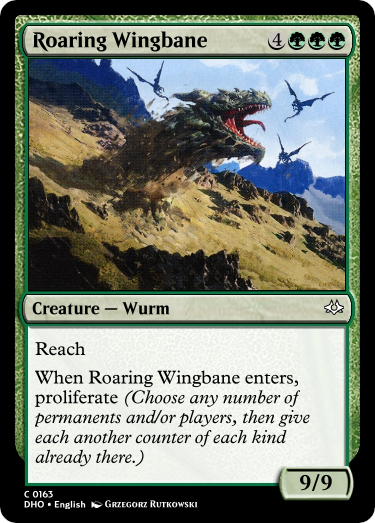 Roaring Wingbane 4
Creature — Wurm
Reach
When Roaring Wingbane enters,
proliferate (Choose any number of
permanents and/or players, then give
each another counter of each kind
already there.)
9/9
C 0163
DHO • English Grzegorz Rutkowski